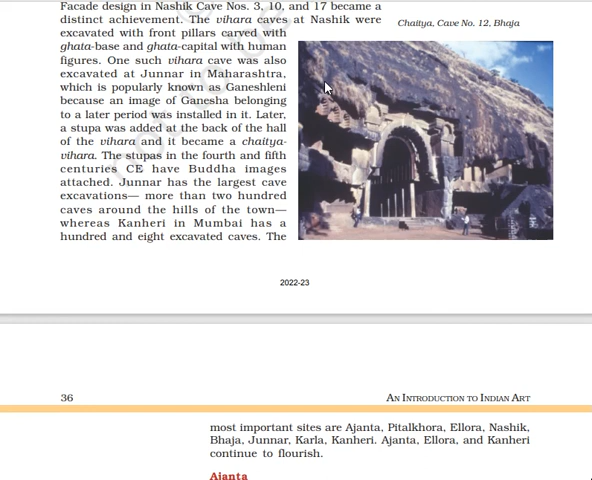 Facade design in Nashik Cave Nos. 3, 10, and 17 became a
distinct achievement. The vihara caves at Nashik were
excavated with front pillars carved with
ghata-base and ghata-capital with human
figures. One such vihara cave was also
excavated at Junnar in Maharashtra,
which is popularly known as Ganeshleni
because an image of Ganesha belonging
to a later period was installed in it. Later,
a stupa was added at the back of the hall
of the vihara and it became a chaitya-
vihara. The stupas in the fourth and fifth
centuries CE have Buddha images
attached. Junnar has the largest cave
excavations— more than two hundred
caves around the hills of the town—
whereas Kanheri in Mumbai has a
hundred and eight excavated caves. The
Chaitya, Cave No. 12, Bhaja
2022-23
36
AN INTRODUCTION TO INDIAN ART
most important sites are Ajanta, Pitalkhora, Ellora, Nashik,
Bhaja, Junnar, Karla, Kanheri. Ajanta, Ellora, and Kanheri
continue to flourish.
Ajanta